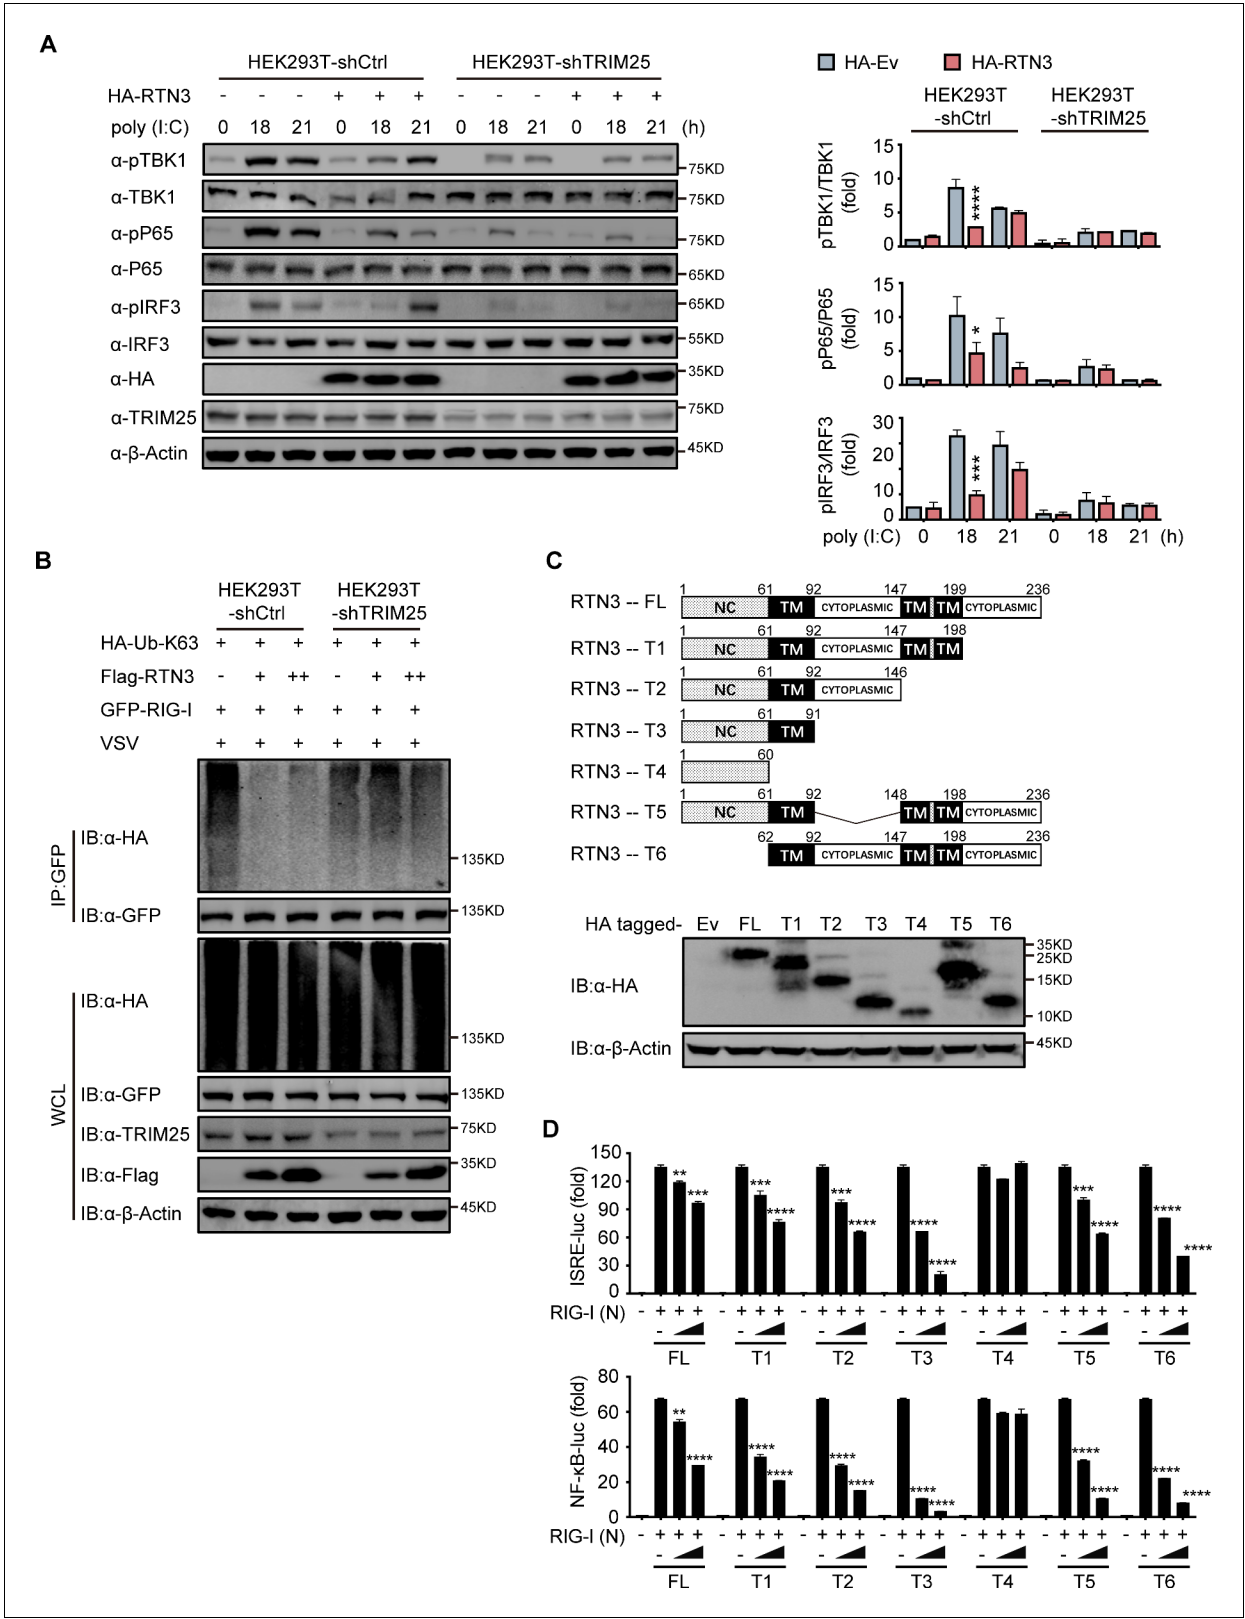 A
HEK293T-shCtrl HEK293T-shTRIM25
HA-RTN3 - - - + + + - - - + + +
poly (I:C) 0 18 21 0 18 21 0 18 21 0 18 21 (h)
α-pTBK1 75KD
α-TBK1 75KD
α-pP65 75KD
α-P65 65KD
α-pIRF3 65KD
α-IRF3 55KD
α-HA 35KD
α-TRIM25 75KD
α-β-Actin 45KD
HA-Ev HA-RTN3
HEK293T -shCtrl HEK293T -shTRIM25
pTBK1/TBK1 (fold)
15
10
5
0
****
pP65/P65 (fold)
15
10
5
0
*
pIRF3/IRF3 (fold)
30
20
10
0
***
poly (I:C) 0 18 21 0 18 21 (h)
B
HEK293T -shCtrl HEK293T -shTRIM25
HA-Ub-K63 + + + + + +
Flag-RTN3 - + ++ - + ++
GFP-RIG-I + + + + + +
VSV + + + + + +
IP:GFP
IB:α-HA 135KD
IB:α-GFP 135KD
WCL
IB:α-HA 135KD
IB:α-GFP 135KD
IB:α-TRIM25 75KD
IB:α-Flag 35KD
IB:α-β-Actin 45KD
C
1 61 92 147 199 236
RTN3 -- FL NC TM CYTOPLASMIC TM TM CYTOPLASMIC
1 61 92 147 198
RTN3 -- T1 NC TM CYTOPLASMIC TM TM
1 61 92 146
RTN3 -- T2 NC TM CYTOPLASMIC
1 61 91
RTN3 -- T3 NC TM
1 60
RTN3 -- T4
1 61 92 148 198 236
RTN3 -- T5 NC TM TM TM CYTOPLASMIC
62 92 147 198 236
RTN3 -- T6 TM CYTOPLASMIC TM TM CYTOPLASMIC
HA tagged- Ev FL T1 T2 T3 T4 T5 T6
IB:α-HA 35KD
25KD
15KD
10KD
IB:α-β-Actin 45KD
D
ISRE-luc (fold)
150
120
90
60
30
0
** *** *** **** *** **** **** **** *** **** **** ****
RIG-I (N) - + + + - + + + - + + + - + + + - + + + - + + + - + + +
- - - - - - -
FL T1 T2 T3 T4 T5 T6
NF-κB-luc (fold)
80
60
40
20
0
** **** **** **** **** **** **** **** **** **** **** ****
RIG-I (N) - + + + - + + + - + + + - + + + - + + + - + + + - + + +
- - - - - - -
FL T1 T2 T3 T4 T5 T6